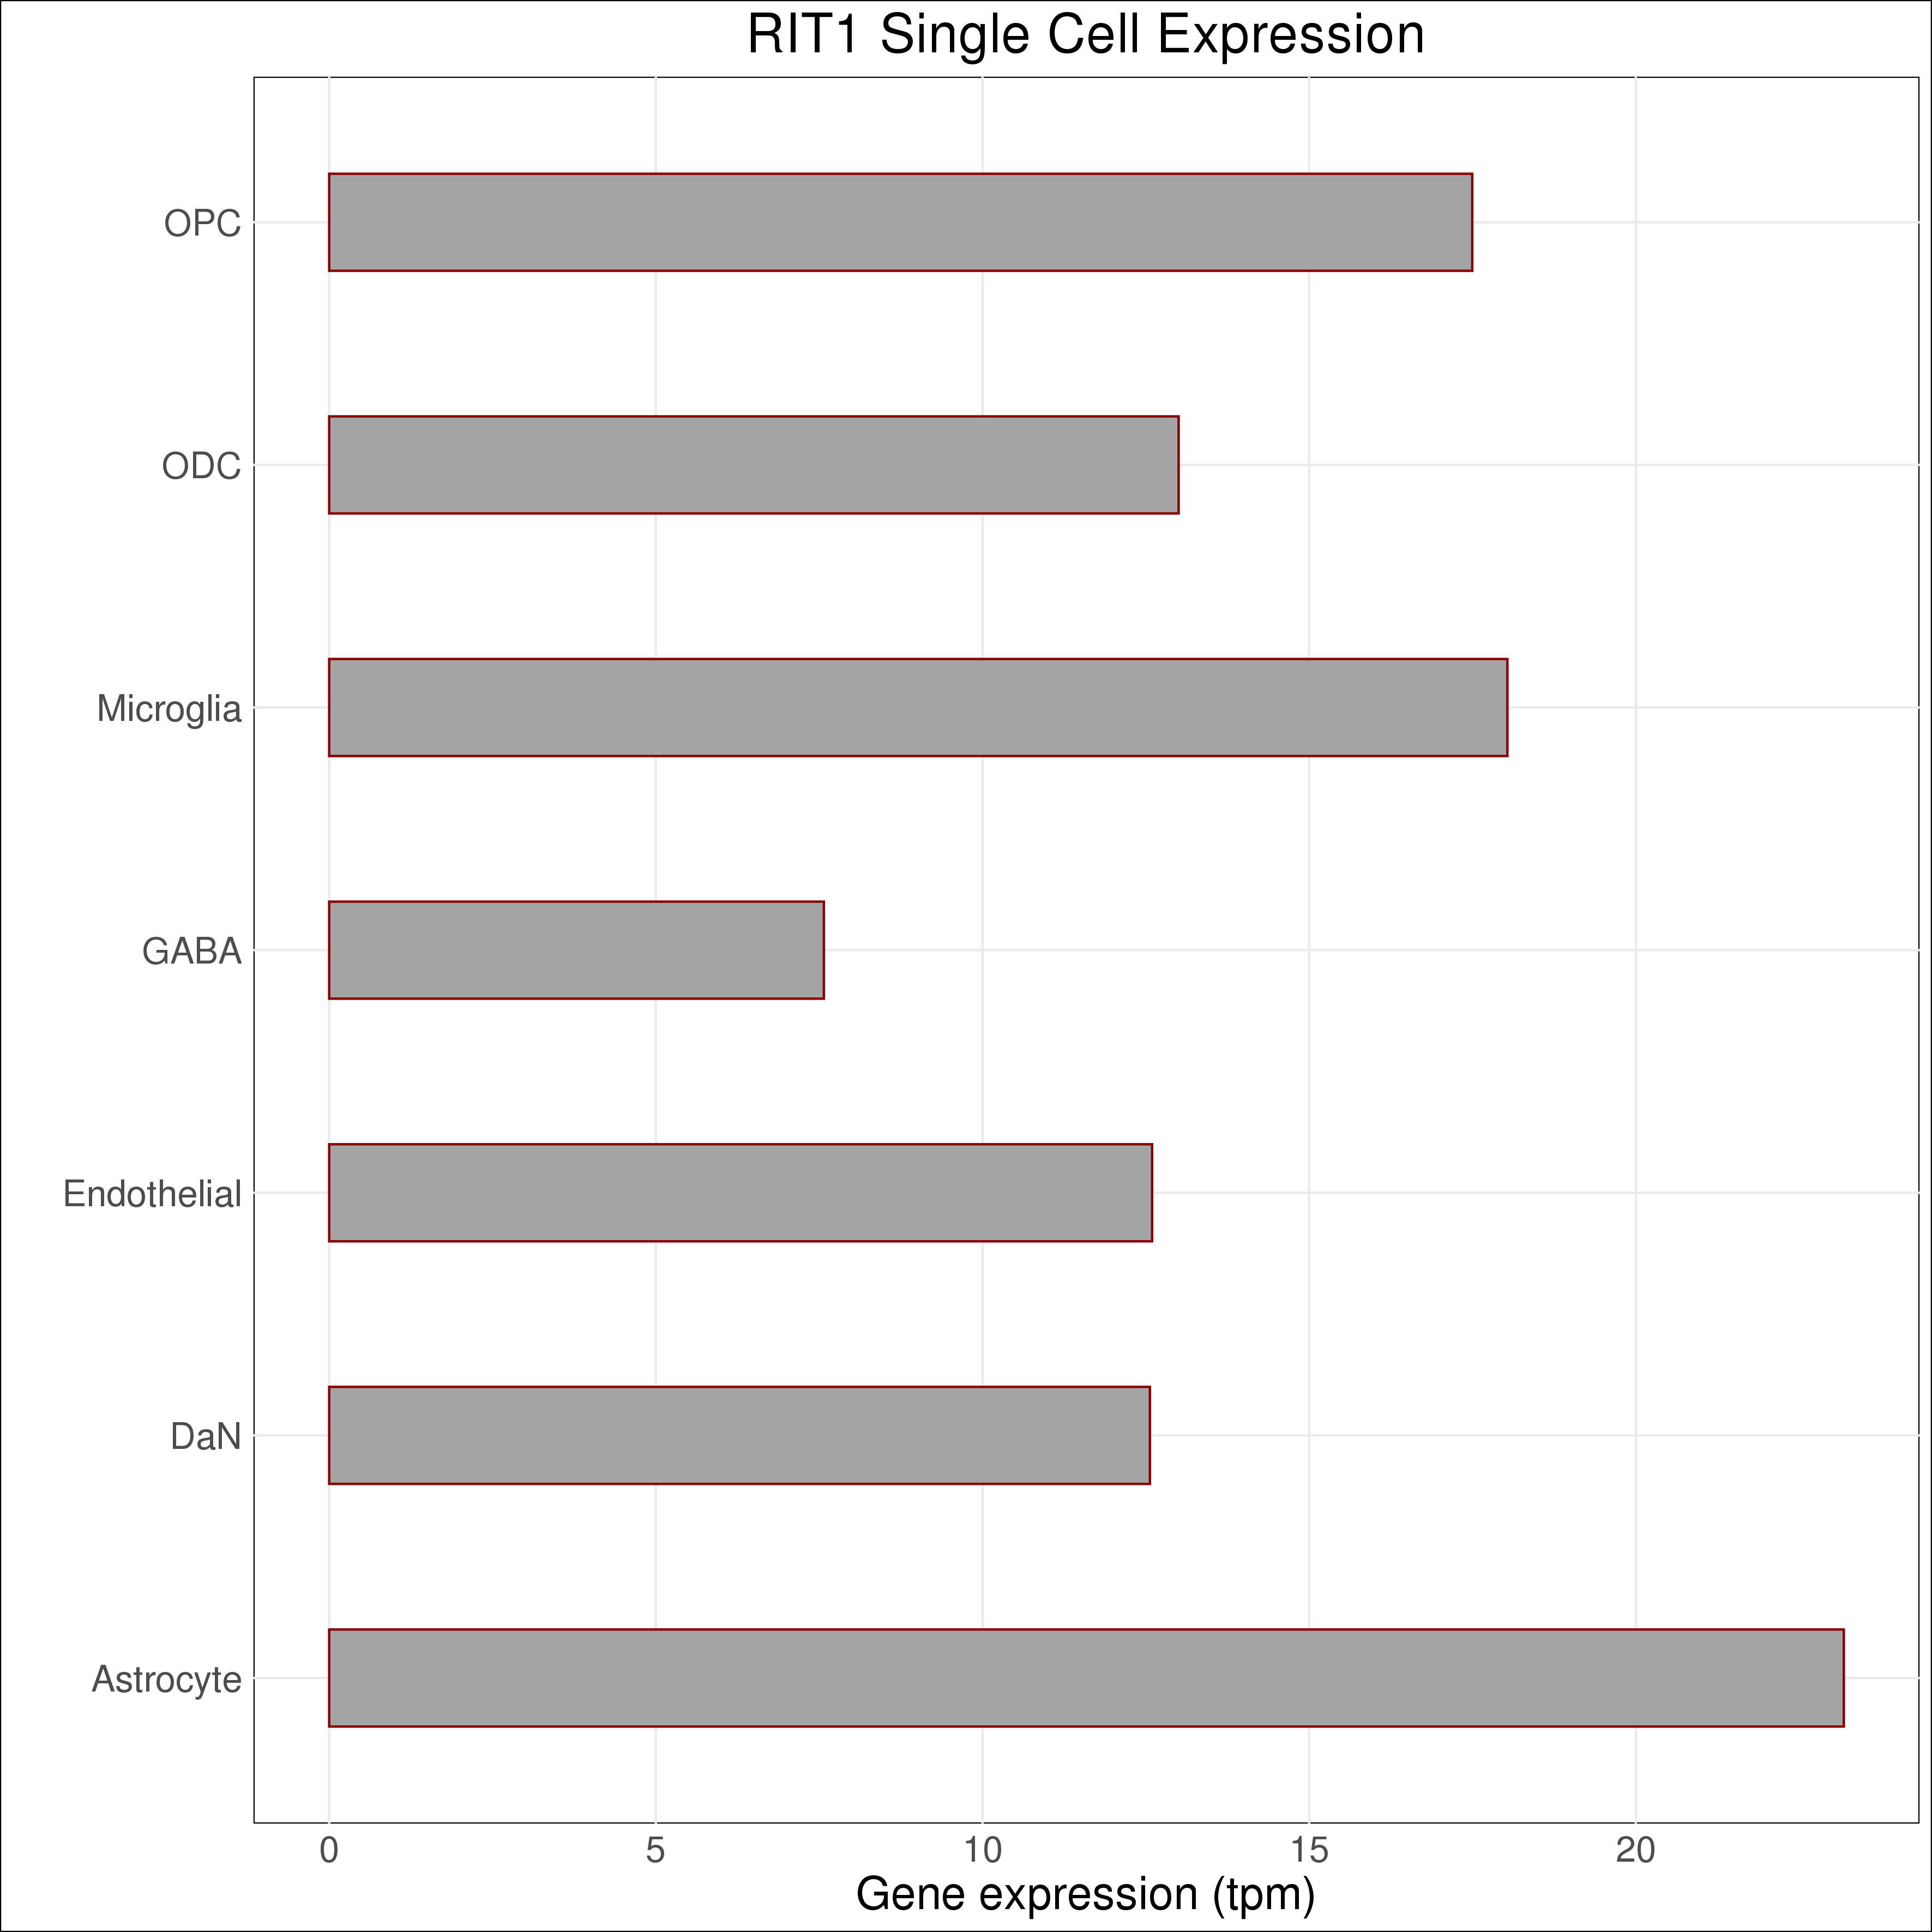 RIT1 Single Cell Expression
OPC
ODC
Microglia
GABA
Endothelial
DaN
Astrocyte
0 5 10 15 20
Gene expression (tpm)